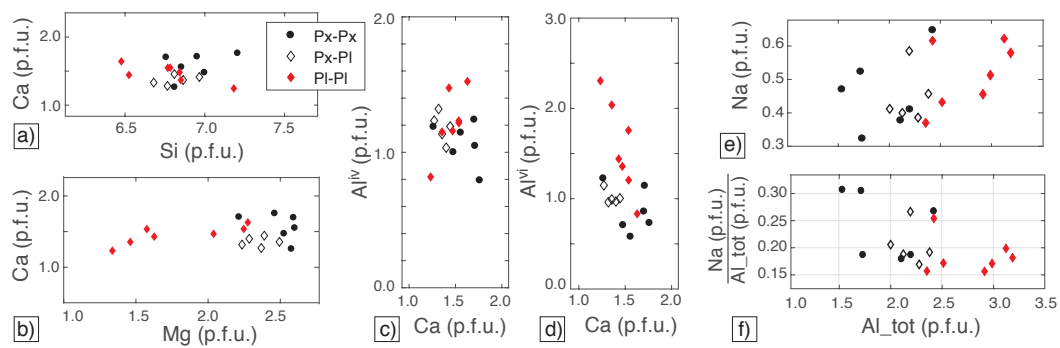 2.0
Ca (p.f.u.)
1.0
6.5
7.0
7.5
Si (p.f.u.)
a)
Px-Px
Px-Pl
Pl-Pl
2.0
Ca (p.f.u.)
1.0
1.0
1.5
2.0
2.5
Mg (p.f.u.)
b)
2.0
Al^iv (p.f.u.)
1.0
0.0
1.0
1.5
2.0
Ca (p.f.u.)
c)
3.0
Al^vi (p.f.u.)
2.0
1.0
0.0
1.0
1.5
2.0
Ca (p.f.u.)
d)
Na (p.f.u.)
0.6
0.5
0.4
0.3
e)
Na (p.f.u.)
Al_tot (p.f.u.)
0.30
0.25
0.20
0.15
1.0
1.5
2.0
2.5
3.0
3.5
Al_tot (p.f.u.)
f)